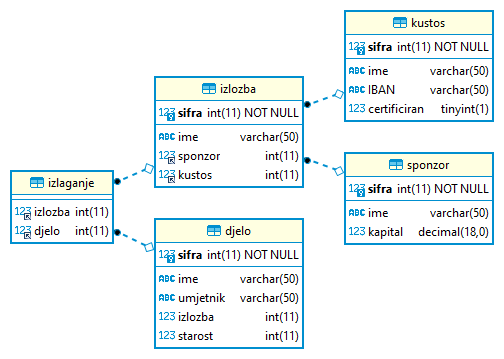 kustos
123 sifra int(11) NOT NULL
ABC ime varchar(50)
ABC IBAN varchar(50)
123 certificiran tinyint(1)
izlozba
123 sifra int(11) NOT NULL
ABC ime varchar(50)
123 sponzor int(11)
123 kustos int(11)
sponzor
123 sifra int(11) NOT NULL
ABC ime varchar(50)
123 kapital decimal(18,0)
izlaganje
123 izlozba int(11)
123 djelo int(11)
djelo
123 sifra int(11) NOT NULL
ABC ime varchar(50)
ABC umjetnik varchar(50)
123 izlozba int(11)
123 starost int(11)